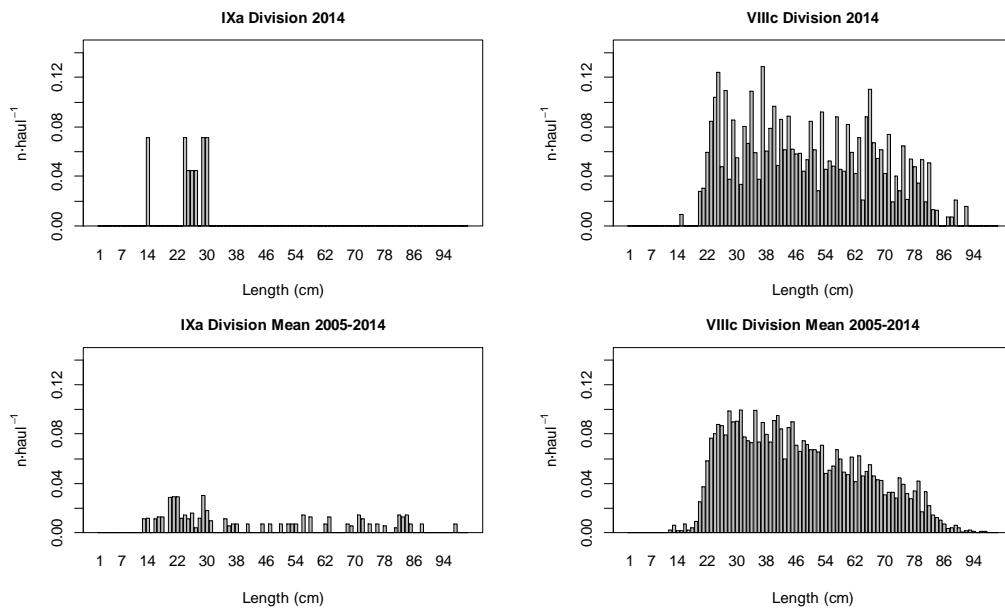 IXa Division 2014
n·haul⁻¹
0.00 0.04 0.08 0.12
1 7 14 22 30 38 46 54 62 70 78 86 94
Length (cm)
VIIIc Division 2014
n·haul⁻¹
0.00 0.04 0.08 0.12
1 7 14 22 30 38 46 54 62 70 78 86 94
Length (cm)
IXa Division Mean 2005-2014
n·haul⁻¹
0.00 0.04 0.08 0.12
1 7 14 22 30 38 46 54 62 70 78 86 94
Length (cm)
VIIIc Division Mean 2005-2014
n·haul⁻¹
0.00 0.04 0.08 0.12
1 7 14 22 30 38 46 54 62 70 78 86 94
Length (cm)